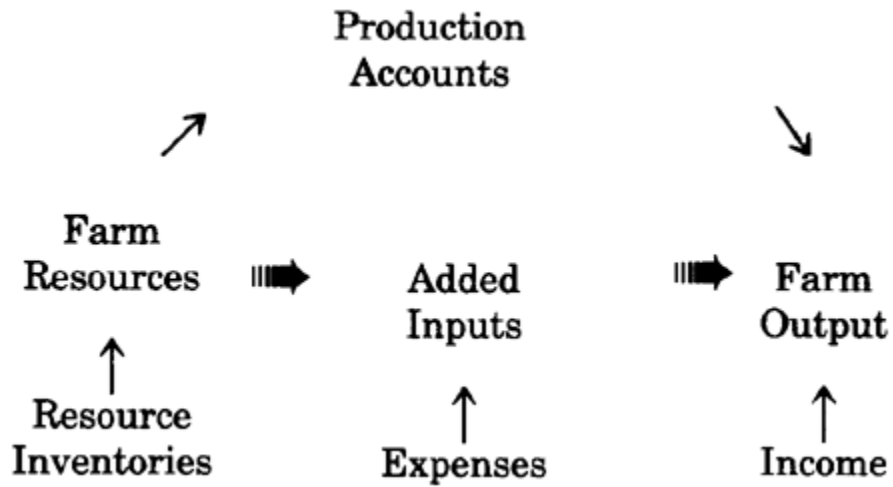 Production
Accounts
Farm
Resources
Added
Inputs
Farm
Output
Resource
Inventories
Expenses
Income